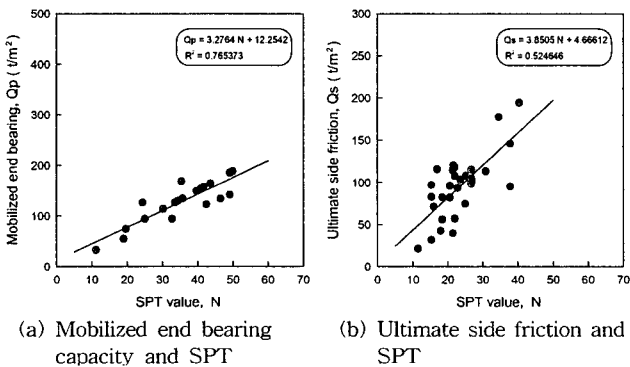 Qp = 3.2764 N + 12.2542
R² = 0.765373
Mobilized end bearing, Qp ( t/m² )
500
400
300
200
100
0
0 10 20 30 40 50 60 70
SPT value, N
(a) Mobilized end bearing
capacity and SPT
Qs = 3.8505 N + 4.66612
R² = 0.524646
Ultimate side friction, Qs ( t/m² )
300
250
200
150
100
50
0
0 10 20 30 40 50 60
SPT value, N
(b) Ultimate side friction and
SPT